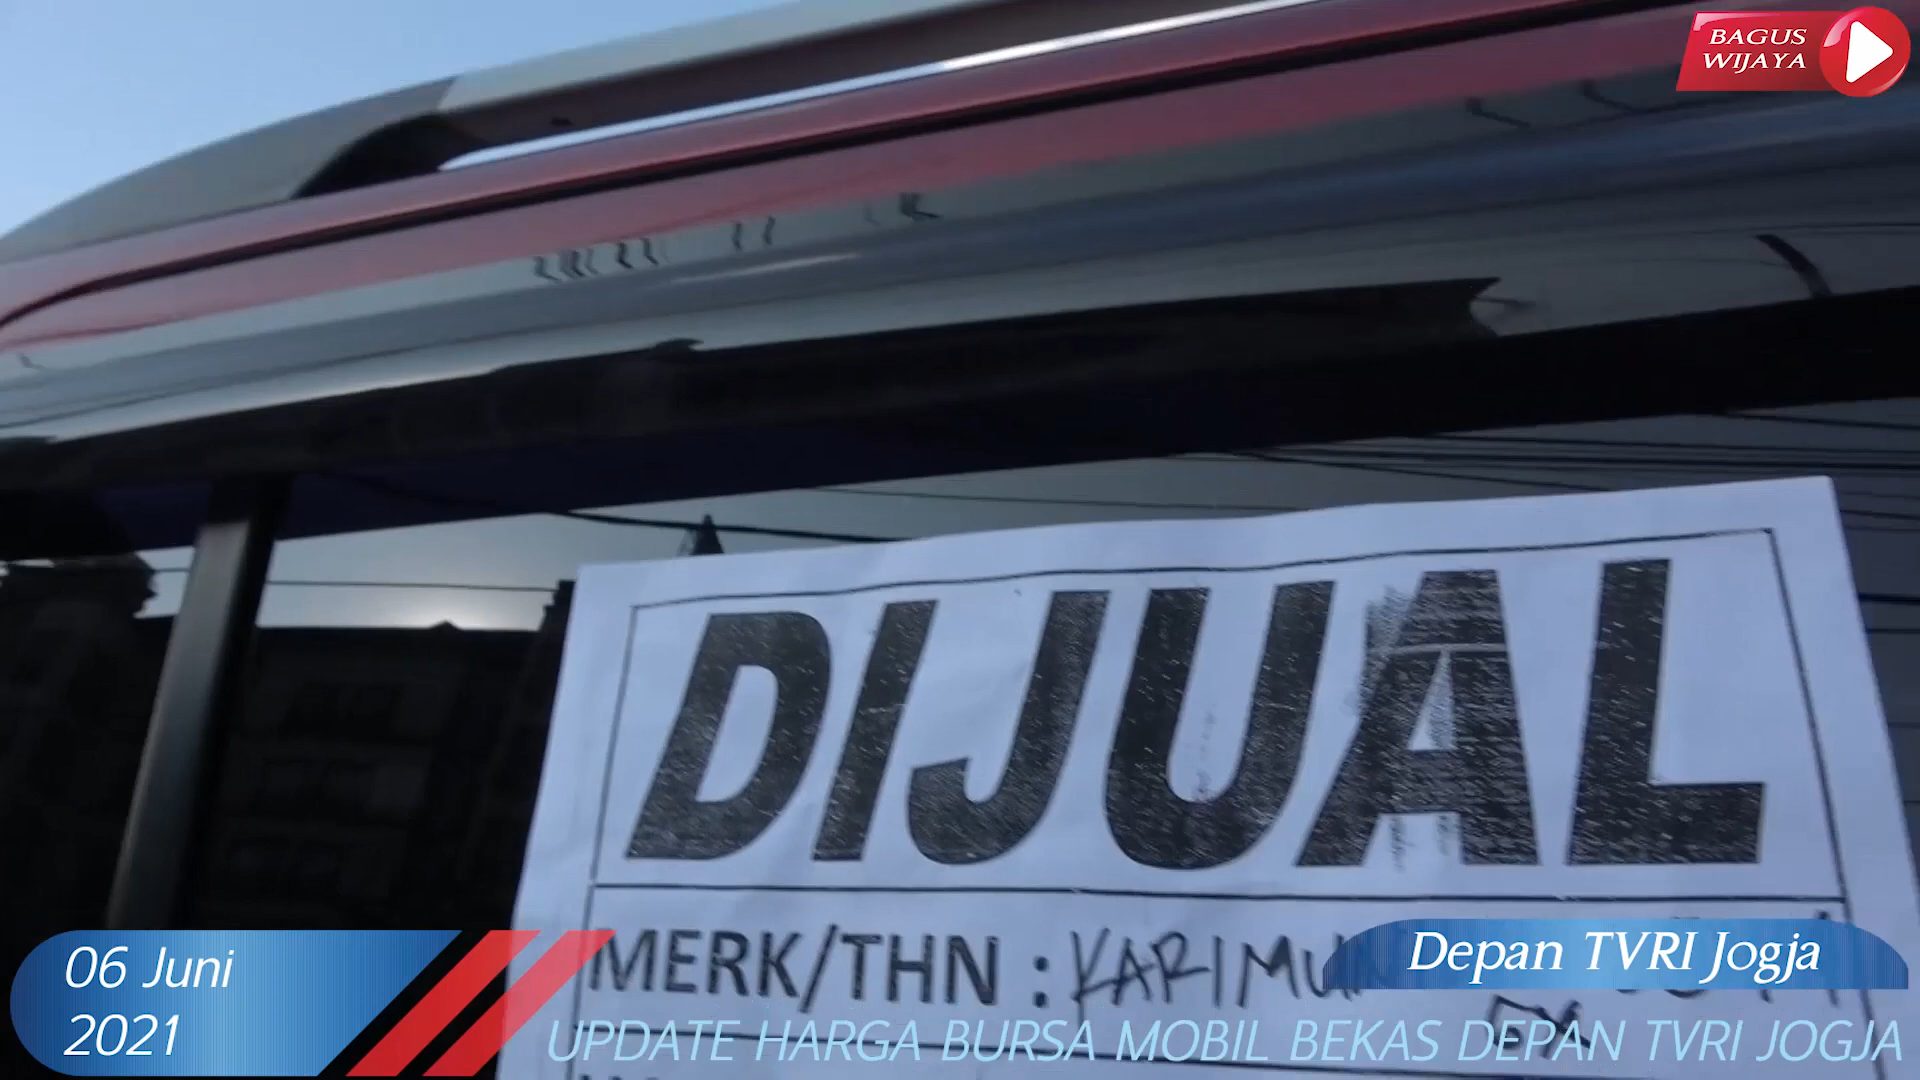 BAGUS
WIJAYA
DIJUAL
MERK/THN : KARIMUN
Depan TVRI Jogja
06 Juni
2021
UPDATE HARGA BURSA MOBIL BEKAS DEPAN TVRI JOGJA